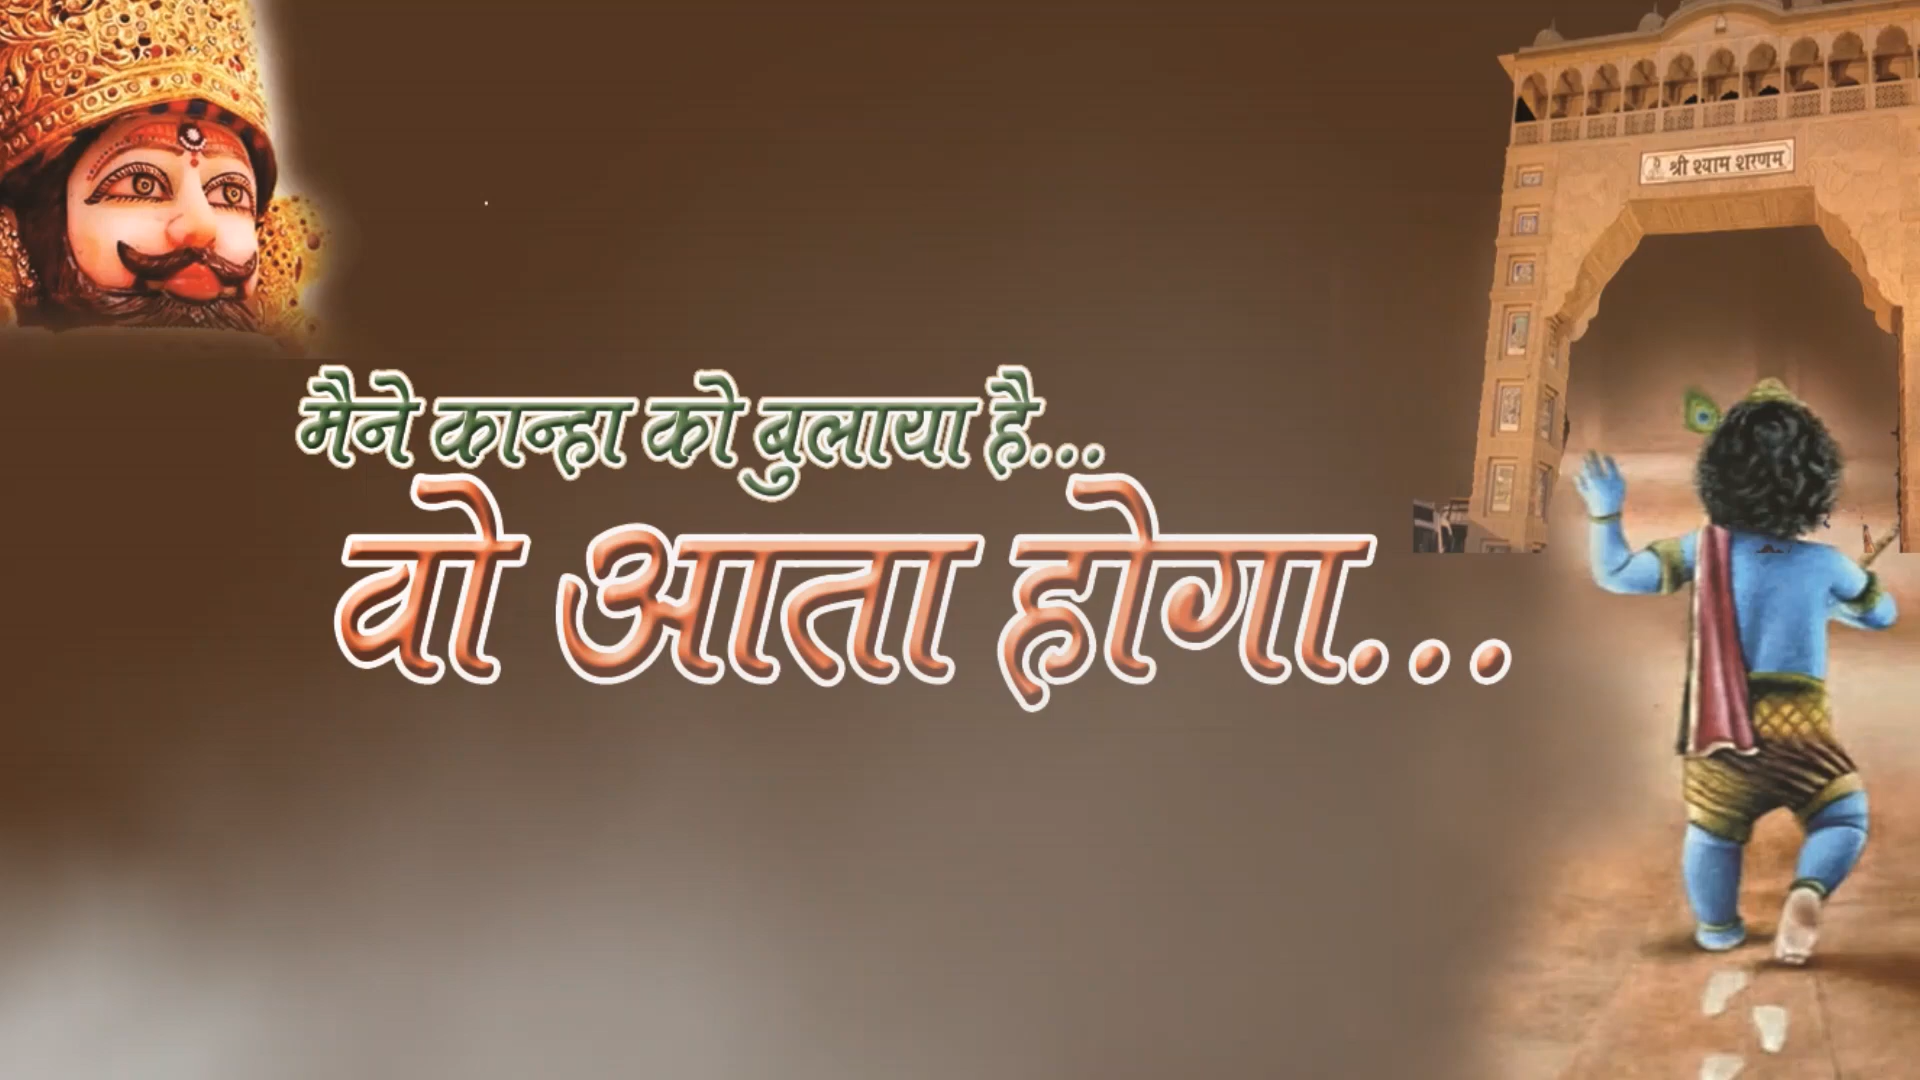 श्री श्याम शरणम्
मैने कान्हा को बुलाया है...
वो आता होगा...